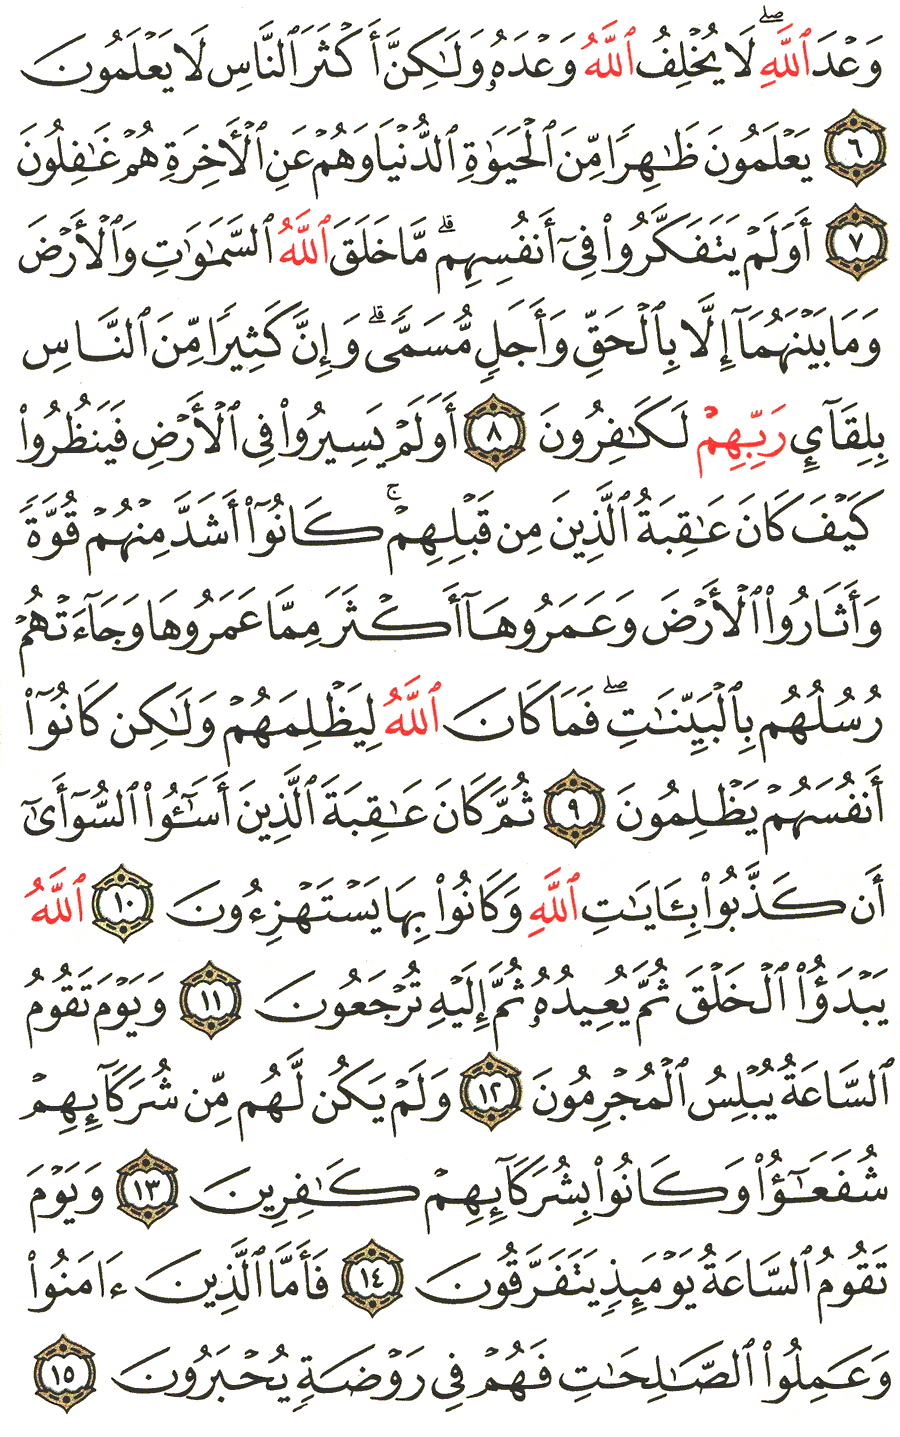 وَعْدَ ٱللَّهِ ۖ لَا يُخْلِفُ ٱللَّهُ وَعْدَهُۥ وَلَـٰكِنَّ أَكْثَرَ ٱلنَّاسِ لَا يَعْلَمُونَ
٦ يَعْلَمُونَ ظَـٰهِرًا مِّنَ ٱلْحَيَوٰةِ ٱلدُّنْيَا وَهُمْ عَنِ ٱلْـَٔاخِرَةِ هُمْ غَـٰفِلُونَ
٧ أَوَلَمْ يَتَفَكَّرُوا۟ فِىٓ أَنفُسِهِم ۗ مَّا خَلَقَ ٱللَّهُ ٱلسَّمَـٰوَٰتِ وَٱلْأَرْضَ
وَمَا بَيْنَهُمَآ إِلَّا بِٱلْحَقِّ وَأَجَلٍ مُّسَمًّى ۗ وَإِنَّ كَثِيرًا مِّنَ ٱلنَّاسِ
بِلِقَآئِ رَبِّهِمْ لَكَـٰفِرُونَ ٨ أَوَلَمْ يَسِيرُوا۟ فِى ٱلْأَرْضِ فَيَنظُرُوا۟
كَيْفَ كَانَ عَـٰقِبَةُ ٱلَّذِينَ مِن قَبْلِهِمْ ۚ كَانُوٓا۟ أَشَدَّ مِنْهُمْ قُوَّةً
وَأَثَارُوا۟ ٱلْأَرْضَ وَعَمَرُوهَآ أَكْثَرَ مِمَّا عَمَرُوهَا وَجَآءَتْهُمْ
رُسُلُهُم بِٱلْبَيِّنَـٰتِ ۖ فَمَا كَانَ ٱللَّهُ لِيَظْلِمَهُمْ وَلَـٰكِن كَانُوٓا۟
أَنفُسَهُمْ يَظْلِمُونَ ٩ ثُمَّ كَانَ عَـٰقِبَةَ ٱلَّذِينَ أَسَـٰٓـُٔوا۟ ٱلسُّوٓأَىٰٓ
أَن كَذَّبُوا۟ بِـَٔايَـٰتِ ٱللَّهِ وَكَانُوا۟ بِهَا يَسْتَهْزِءُونَ ١٠ ٱللَّهُ
يَبْدَؤُا۟ ٱلْخَلْقَ ثُمَّ يُعِيدُهُۥ ثُمَّ إِلَيْهِ تُرْجَعُونَ ١١ وَيَوْمَ تَقُومُ
ٱلسَّاعَةُ يُبْلِسُ ٱلْمُجْرِمُونَ ١٢ وَلَمْ يَكُن لَّهُم مِّن شُرَكَآئِهِمْ
شُفَعَـٰٓؤُا۟ وَكَانُوا۟ بِشُرَكَآئِهِمْ كَـٰفِرِينَ ١٣ وَيَوْمَ
تَقُومُ ٱلسَّاعَةُ يَوْمَئِذٍ يَتَفَرَّقُونَ ١٤ فَأَمَّا ٱلَّذِينَ ءَامَنُوا۟
وَعَمِلُوا۟ ٱلصَّـٰلِحَـٰتِ فَهُمْ فِى رَوْضَةٍ يُحْبَرُونَ ١٥